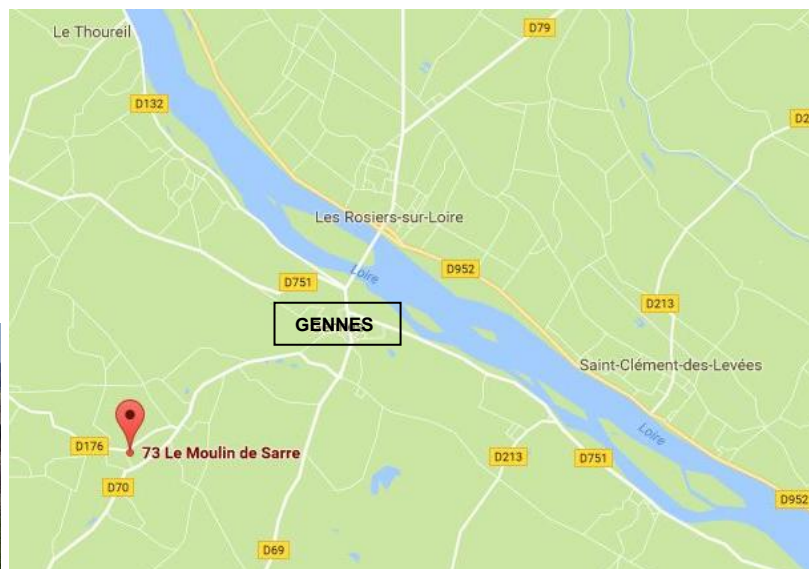 Le Thoureil
D79
D132
D2
Les Rosiers-sur-Loire
Loire
D952
D751
D213
GENNES
Saint-Clément-des-Levées
D176
73 Le Moulin de Sarre
Loire
D213
D751
D70
D952
D69